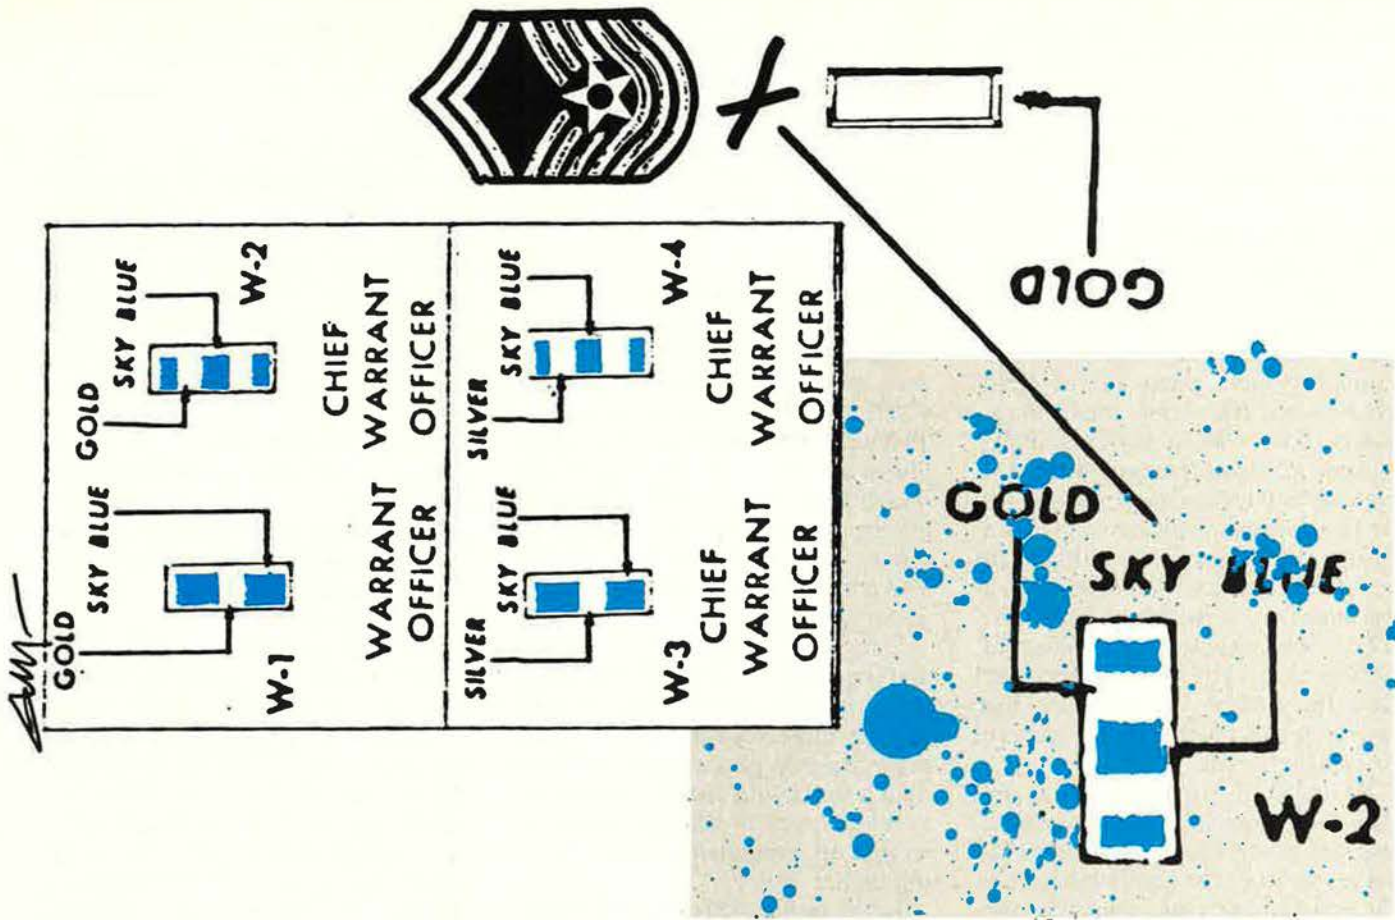 GOLD
SKY BLUE
W-1
WARRANT
OFFICER
GOLD
SKY BLUE
W-2
CHIEF
WARRANT
OFFICER
SILVER
SKY BLUE
W-3
CHIEF
WARRANT
OFFICER
SILVER
SKY BLUE
W-4
CHIEF
WARRANT
OFFICER
GOLD
GOLD
SKY BLUE
W-2